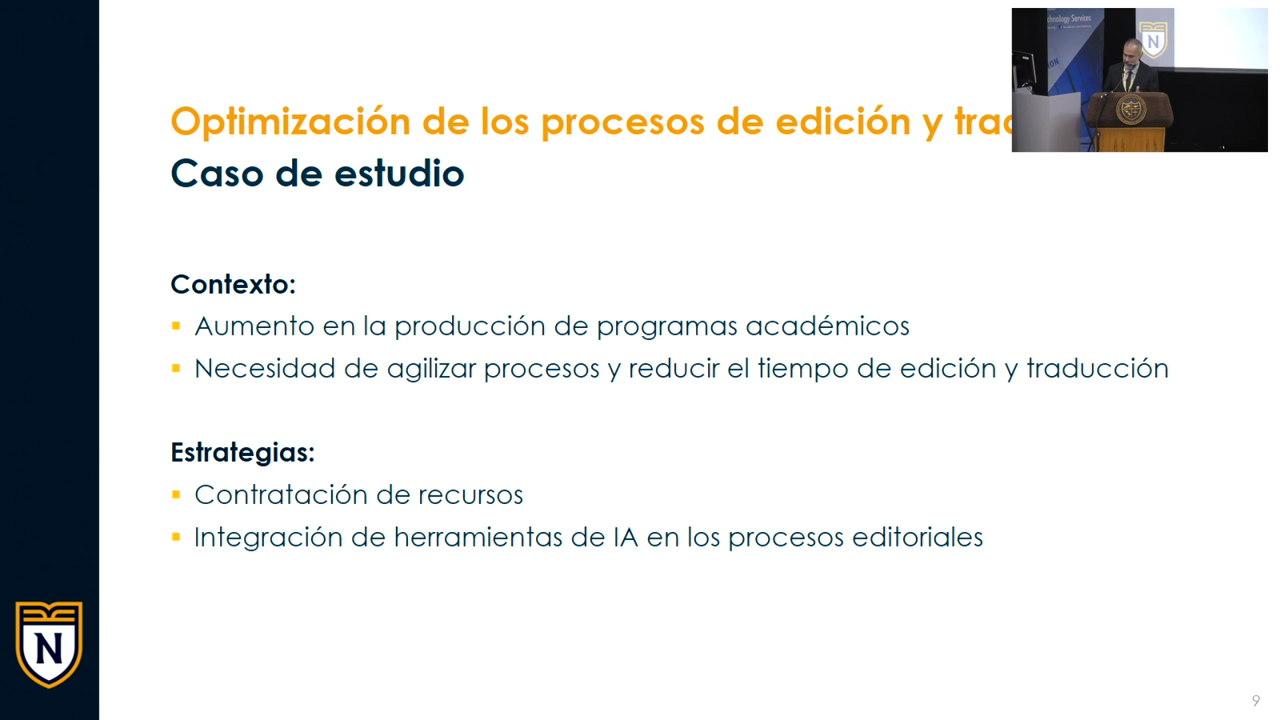 Optimización de los procesos de edición y
Caso de estudio
Contexto:
Aumento en la producción de programas académicos
Necesidad de agilizar procesos y reducir el tiempo de edición y traducción
Estrategias:
Contratación de recursos
Integración de herramientas de IA en los procesos editoriales
N
9
Services
N